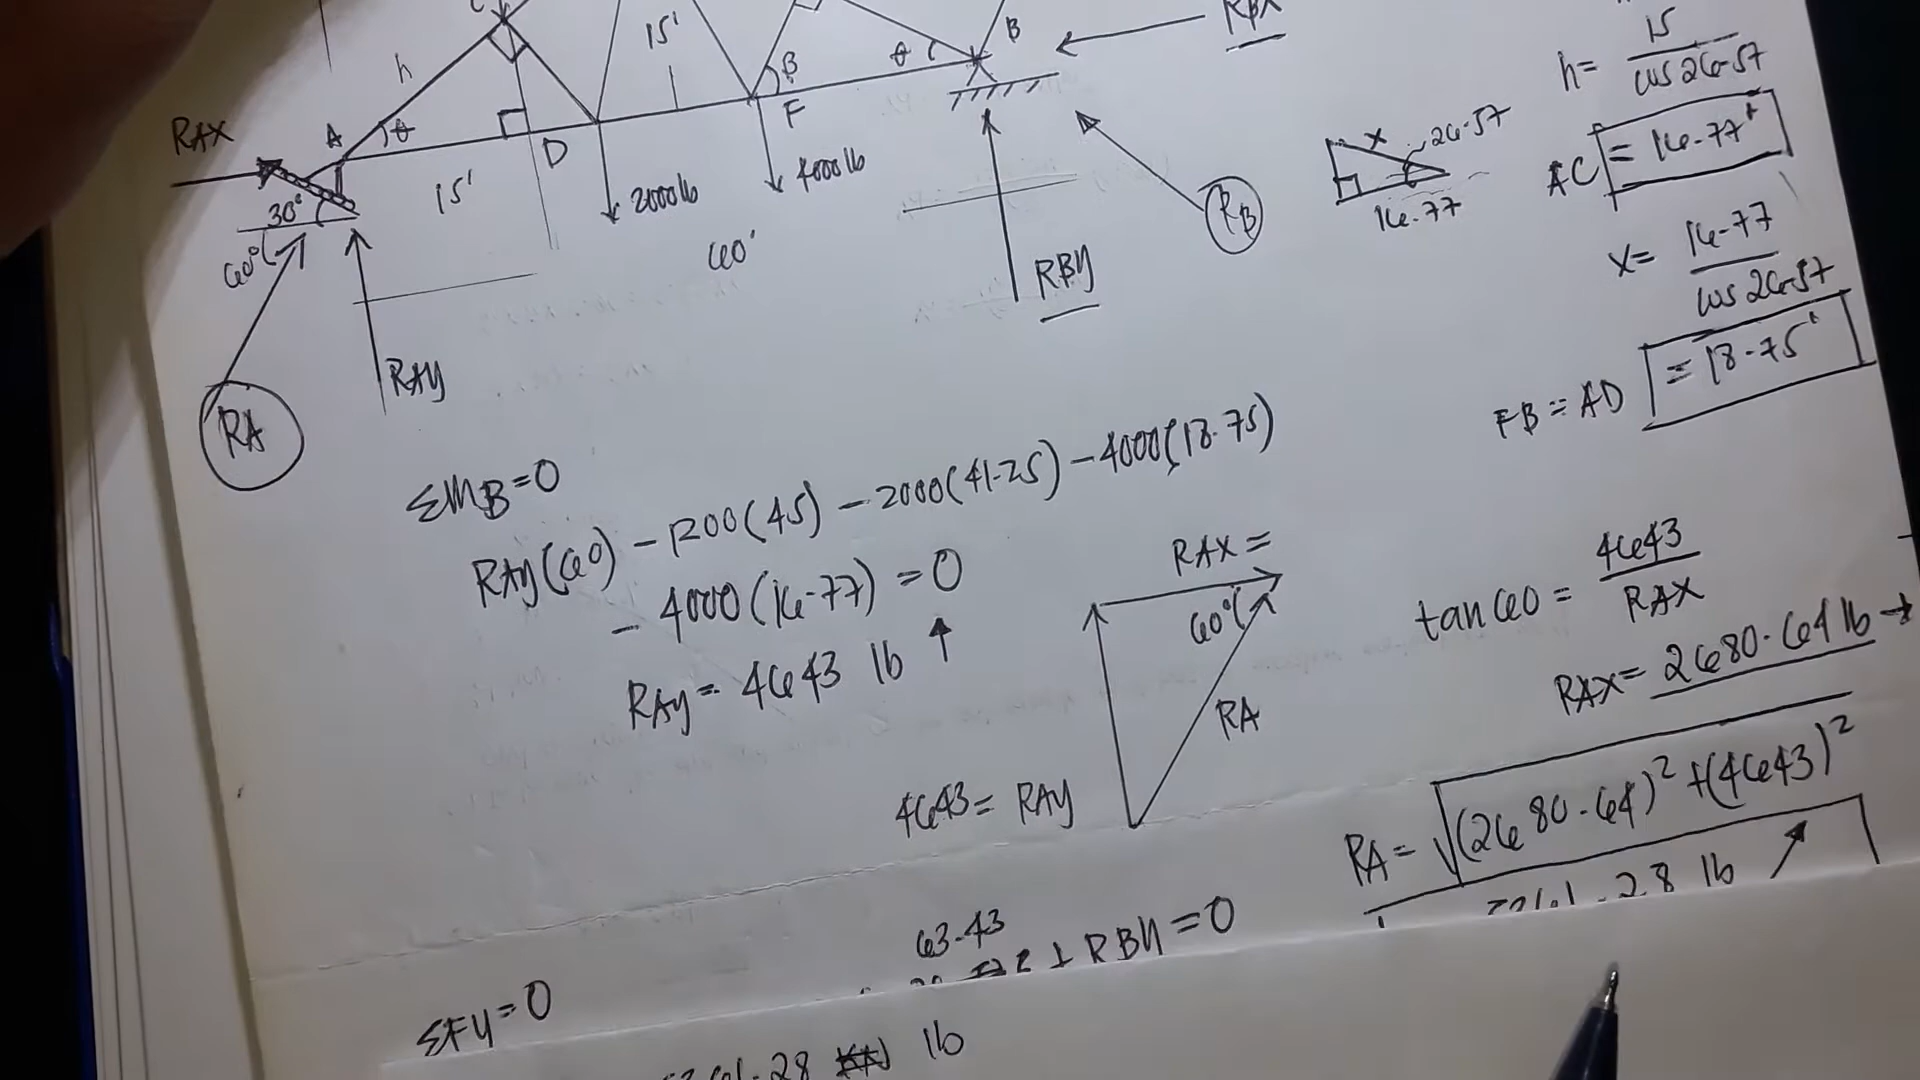 C
RBX
h
15'
β
θ
B
RAX
A
θ
D
F
15'
2000 lb
4000 lb
30°
60°
60'
RAY
RBY
RB
RA
x
26.57
16.77
h= 15
cos 26.57
AC = 16.77'
x= 16.77
cos 26.57
FB = AD = 18.75'
ΣMB=0
RAy(60) - 1200(45) - 2000(41.25) - 4000(18.75)
- 4000(16.77) = 0
RAy = 4643 lb ↑
RAX =
60°
RA
4643 = RAY
tan 60 = 4643
RAX
RAX= 2680.64 lb →
RA = √(2680.64)² +(4643)²
.28 lb ↗
ΣFY=0
63.43
+ RBY = 0
61.28 lb